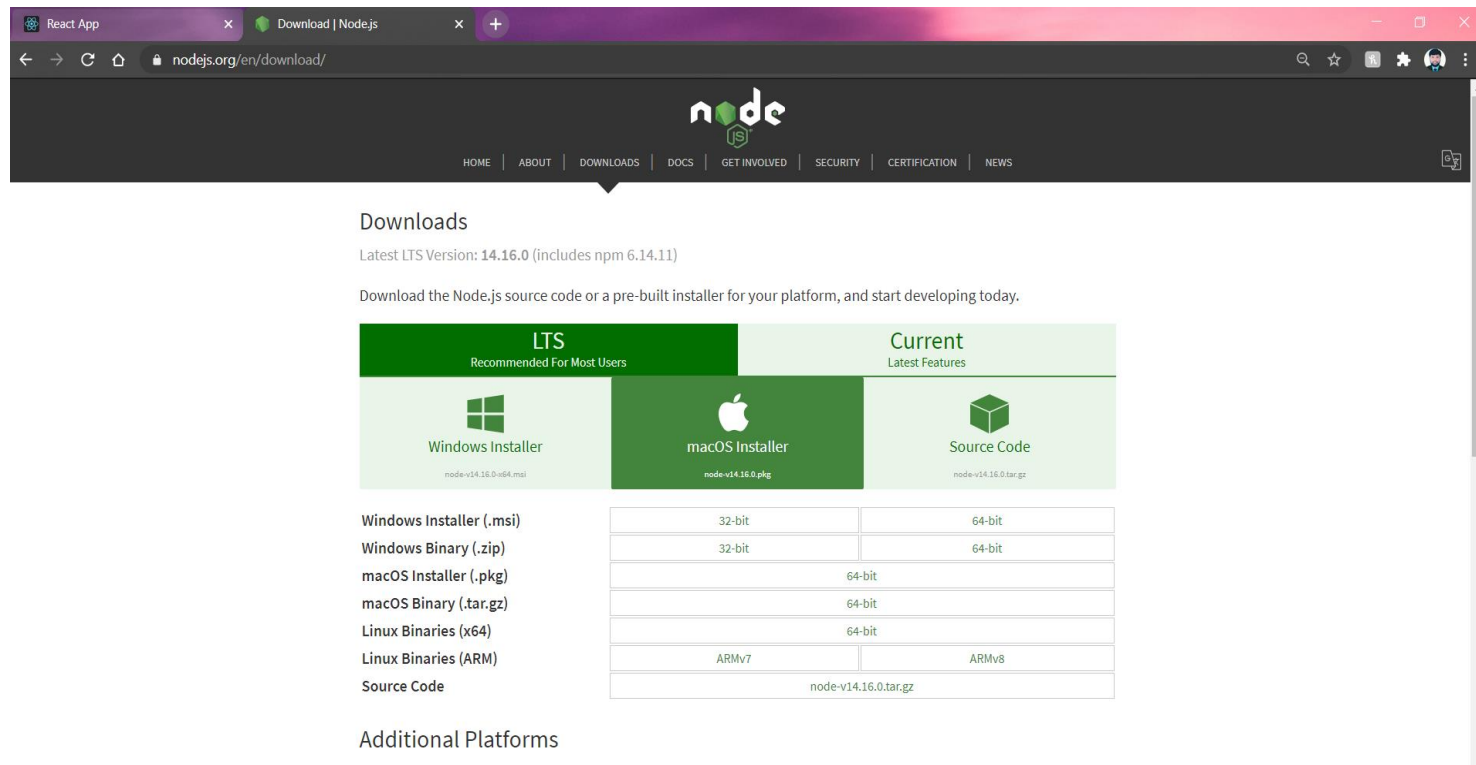 React App
Download | Node.js
nodejs.org/en/download/
node
JS
HOME | ABOUT | DOWNLOADS | DOCS | GET INVOLVED | SECURITY | CERTIFICATION | NEWS
Downloads
Latest LTS Version: 14.16.0 (includes npm 6.14.11)
Download the Node.js source code or a pre-built installer for your platform, and start developing today.
LTS Current
Recommended For Most Users Latest Features
Windows Installer macOS Installer Source Code
node-v14.16.0-x64.msi node-v14.16.0.pkg node-v14.16.0.tar.gz
Windows Installer (.msi) 32-bit 64-bit
Windows Binary (.zip) 32-bit 64-bit
macOS Installer (.pkg) 64-bit
macOS Binary (.tar.gz) 64-bit
Linux Binaries (x64) 64-bit
Linux Binaries (ARM) ARMv7 ARMv8
Source Code node-v14.16.0.tar.gz
Additional Platforms